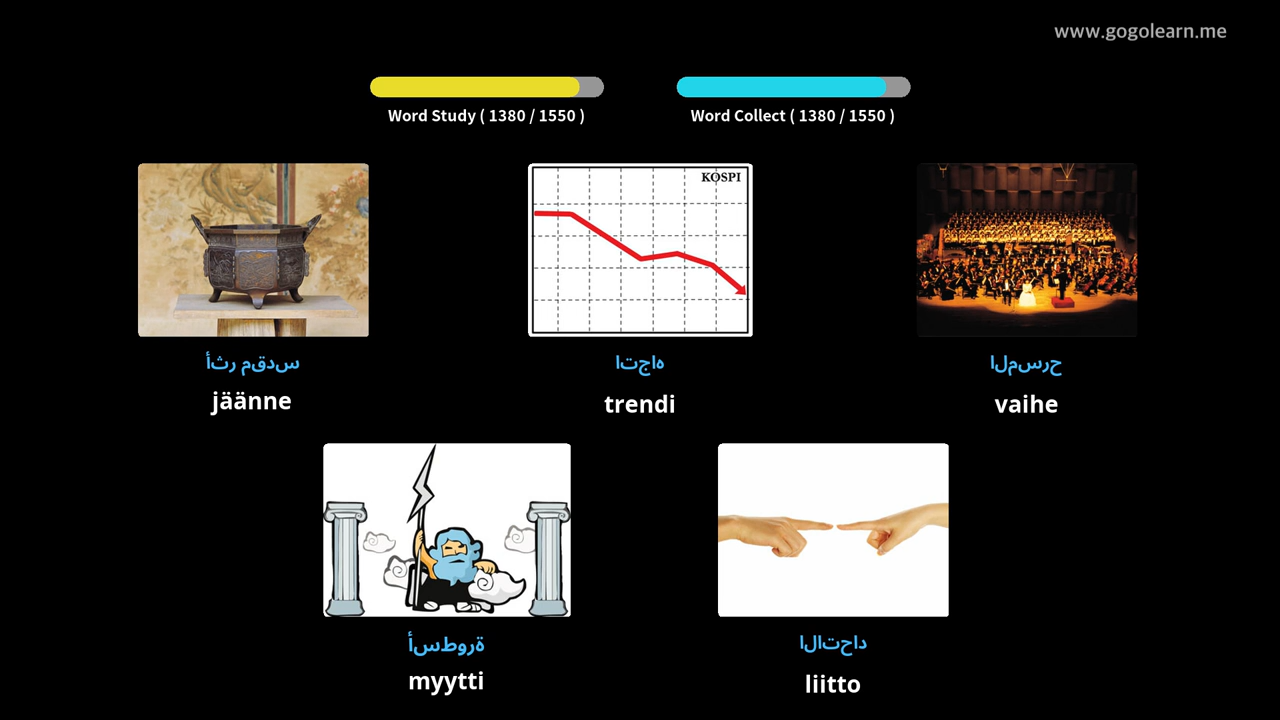 www.gogolearn.me
Word Study ( 1380 / 1550 )
Word Collect ( 1380 / 1550 )
KOSPI
أثر مقدس
jäänne
اتجاه
trendi
المسرح
vaihe
أسطورة
myytti
الاتحاد
liitto